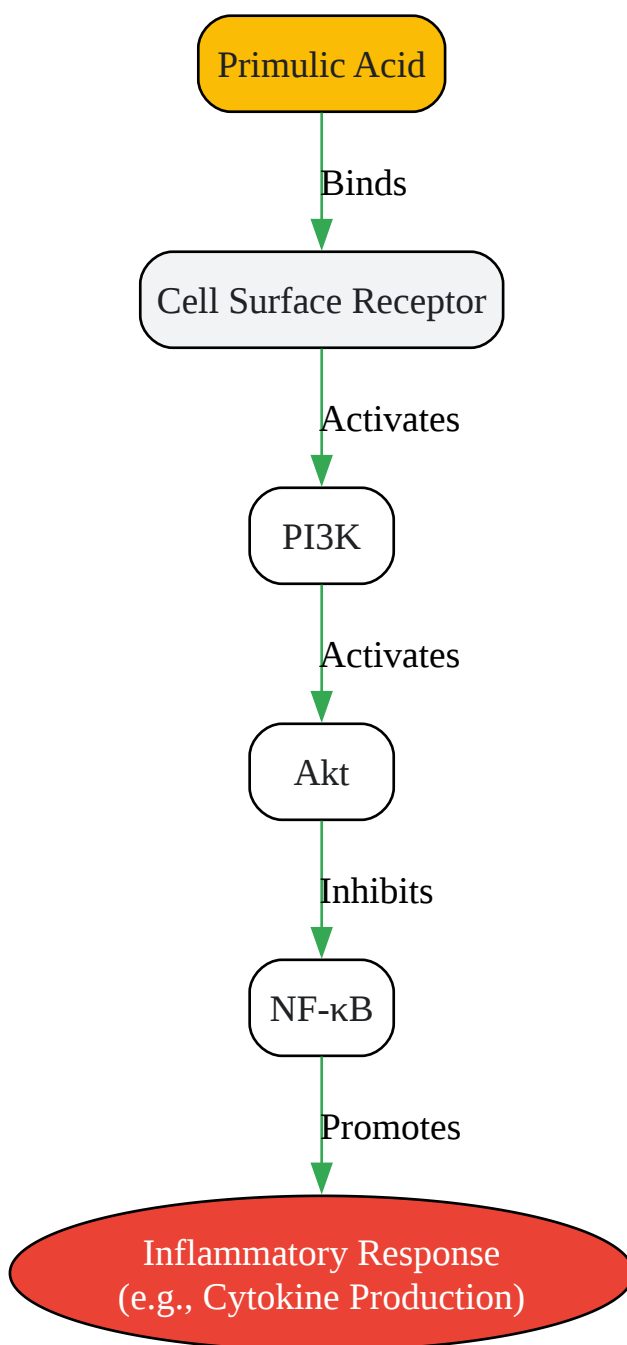 Primulic Acid
Binds
Cell Surface Receptor
Activates
PI3K
Activates
Akt
Inhibits
NF-κB
Promotes
Inflammatory Response
(e.g., Cytokine Production)